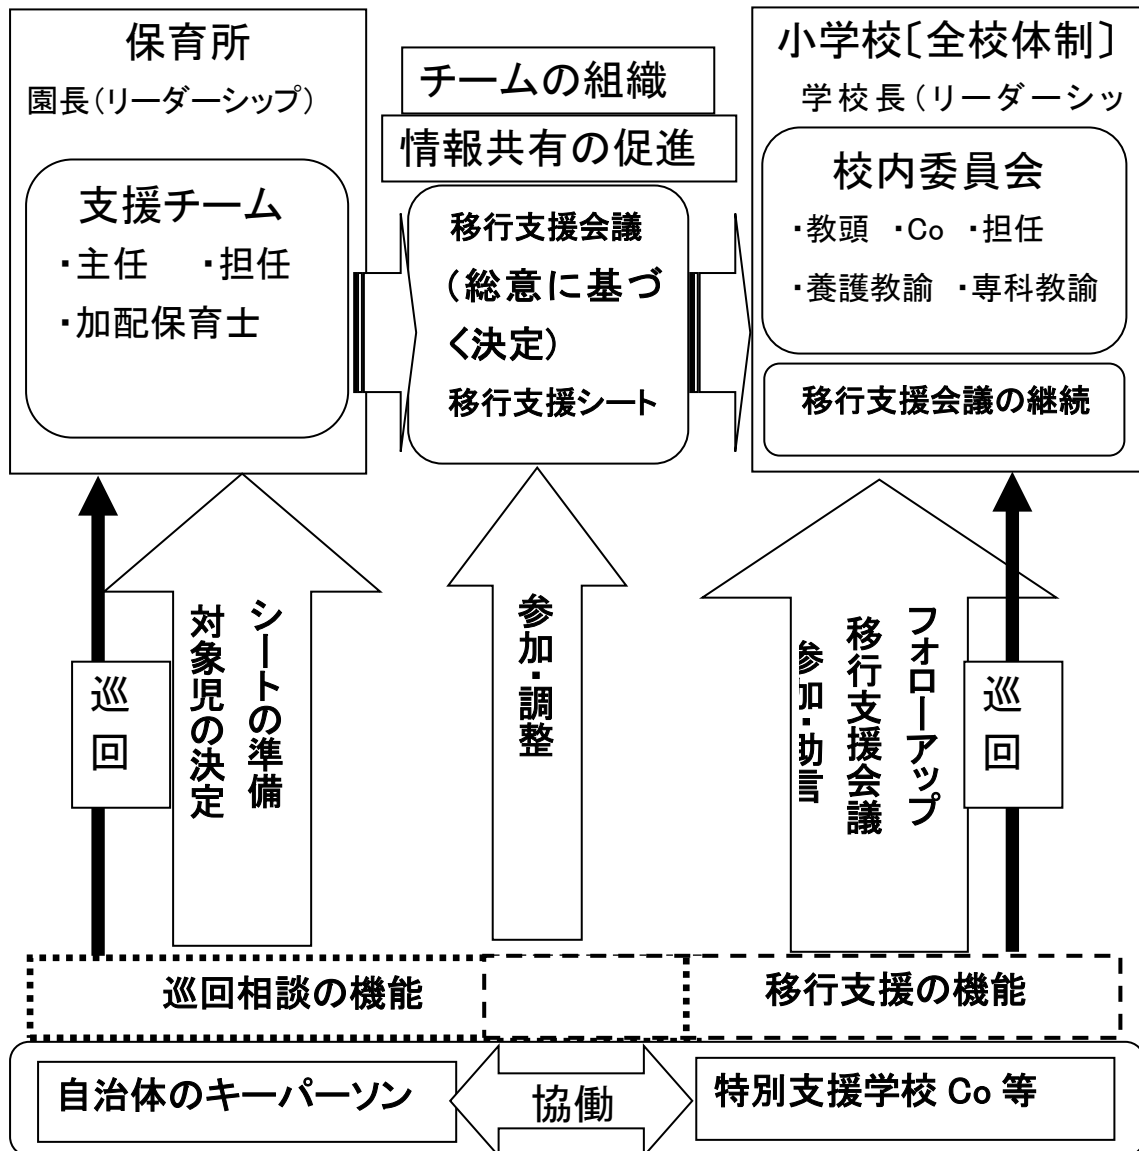 保育所
園長(リーダーシップ)
支援チーム
・主任 ・担任
・加配保育士
チームの組織
情報共有の促進
移行支援会議
(総意に基づ
く決定)
移行支援シート
小学校〔全校体制〕
学校長(リーダーシッ
校内委員会
・教頭 ・Co ・担任
・養護教諭 ・専科教諭
移行支援会議の継続
巡回
シートの準備
対象児の決定
参加・調整
フォローアップ
移行支援会議
参加・助言
巡回
巡回相談の機能
移行支援の機能
自治体のキーパーソン
協働
特別支援学校 Co 等